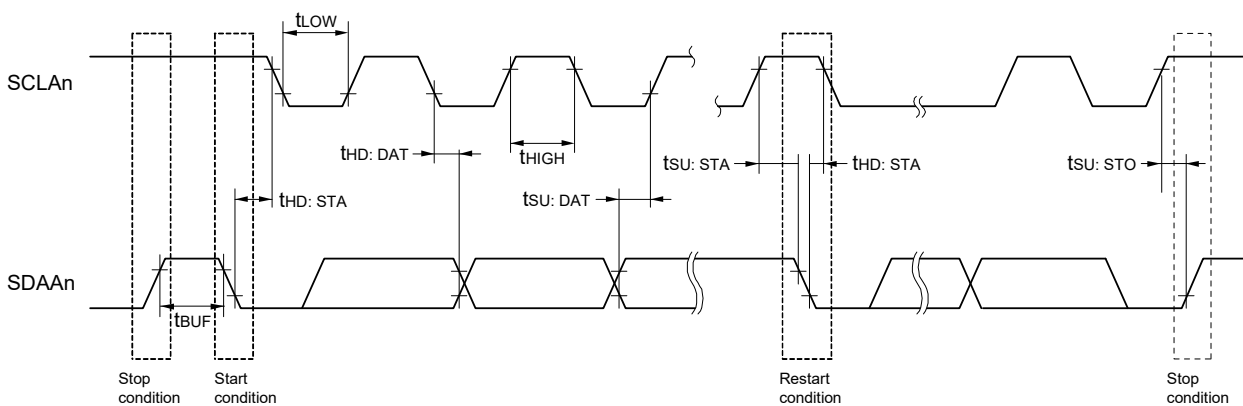 tLOW
SCLAn
tHD: DAT
tHIGH
tSU: STA
tHD: STA
tSU: STO
tHD: STA
tSU: DAT
SDAAn
tBUF
Stop
condition
Start
condition
Restart
condition
Stop
condition